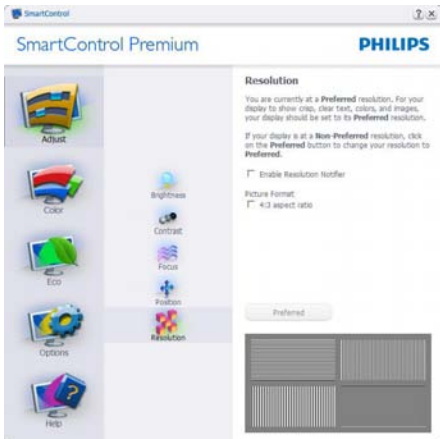 SmartControl
SmartControl Premium
PHILIPS
Adjust
Color
Eco
Options
Help
Brightness
Contrast
Focus
Position
Resolution
Resolution
You are currently at a Preferred resolution. For your
display to show crisp, clear text, colors, and images,
your display should be set to its Preferred resolution.
If your display is at a Non-Preferred resolution, click
on the Preferred button to change your resolution to
Preferred.
Enable Resolution Notifier
Picture Format
4:3 aspect ratio
Preferred